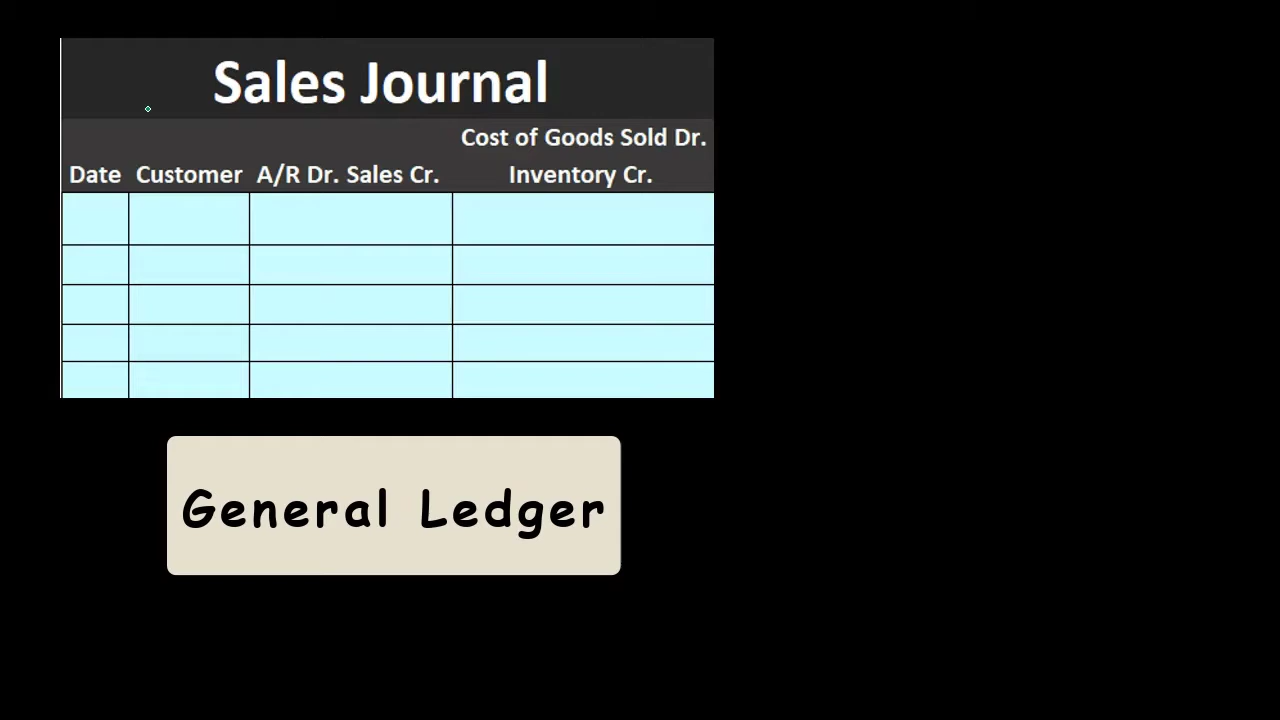 Sales Journal
Cost of Goods Sold Dr.
Date Customer A/R Dr. Sales Cr. Inventory Cr.
General Ledger